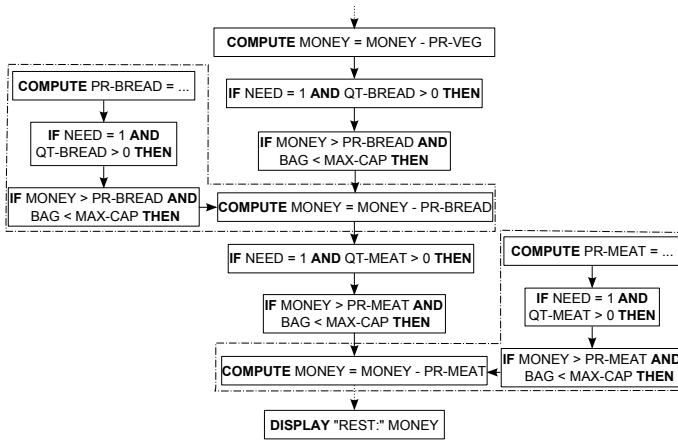 COMPUTE MONEY = MONEY - PR-VEG
COMPUTE PR-BREAD = ...
IF NEED = 1 AND QT-BREAD > 0 THEN
IF NEED = 1 AND
QT-BREAD > 0 THEN
IF MONEY > PR-BREAD AND
BAG < MAX-CAP THEN
IF MONEY > PR-BREAD AND
BAG < MAX-CAP THEN
COMPUTE MONEY = MONEY - PR-BREAD
IF NEED = 1 AND QT-MEAT > 0 THEN
COMPUTE PR-MEAT = ...
IF MONEY > PR-MEAT AND
BAG < MAX-CAP THEN
IF NEED = 1 AND
QT-MEAT > 0 THEN
COMPUTE MONEY = MONEY - PR-MEAT
IF MONEY > PR-MEAT AND
BAG < MAX-CAP THEN
DISPLAY "REST:" MONEY